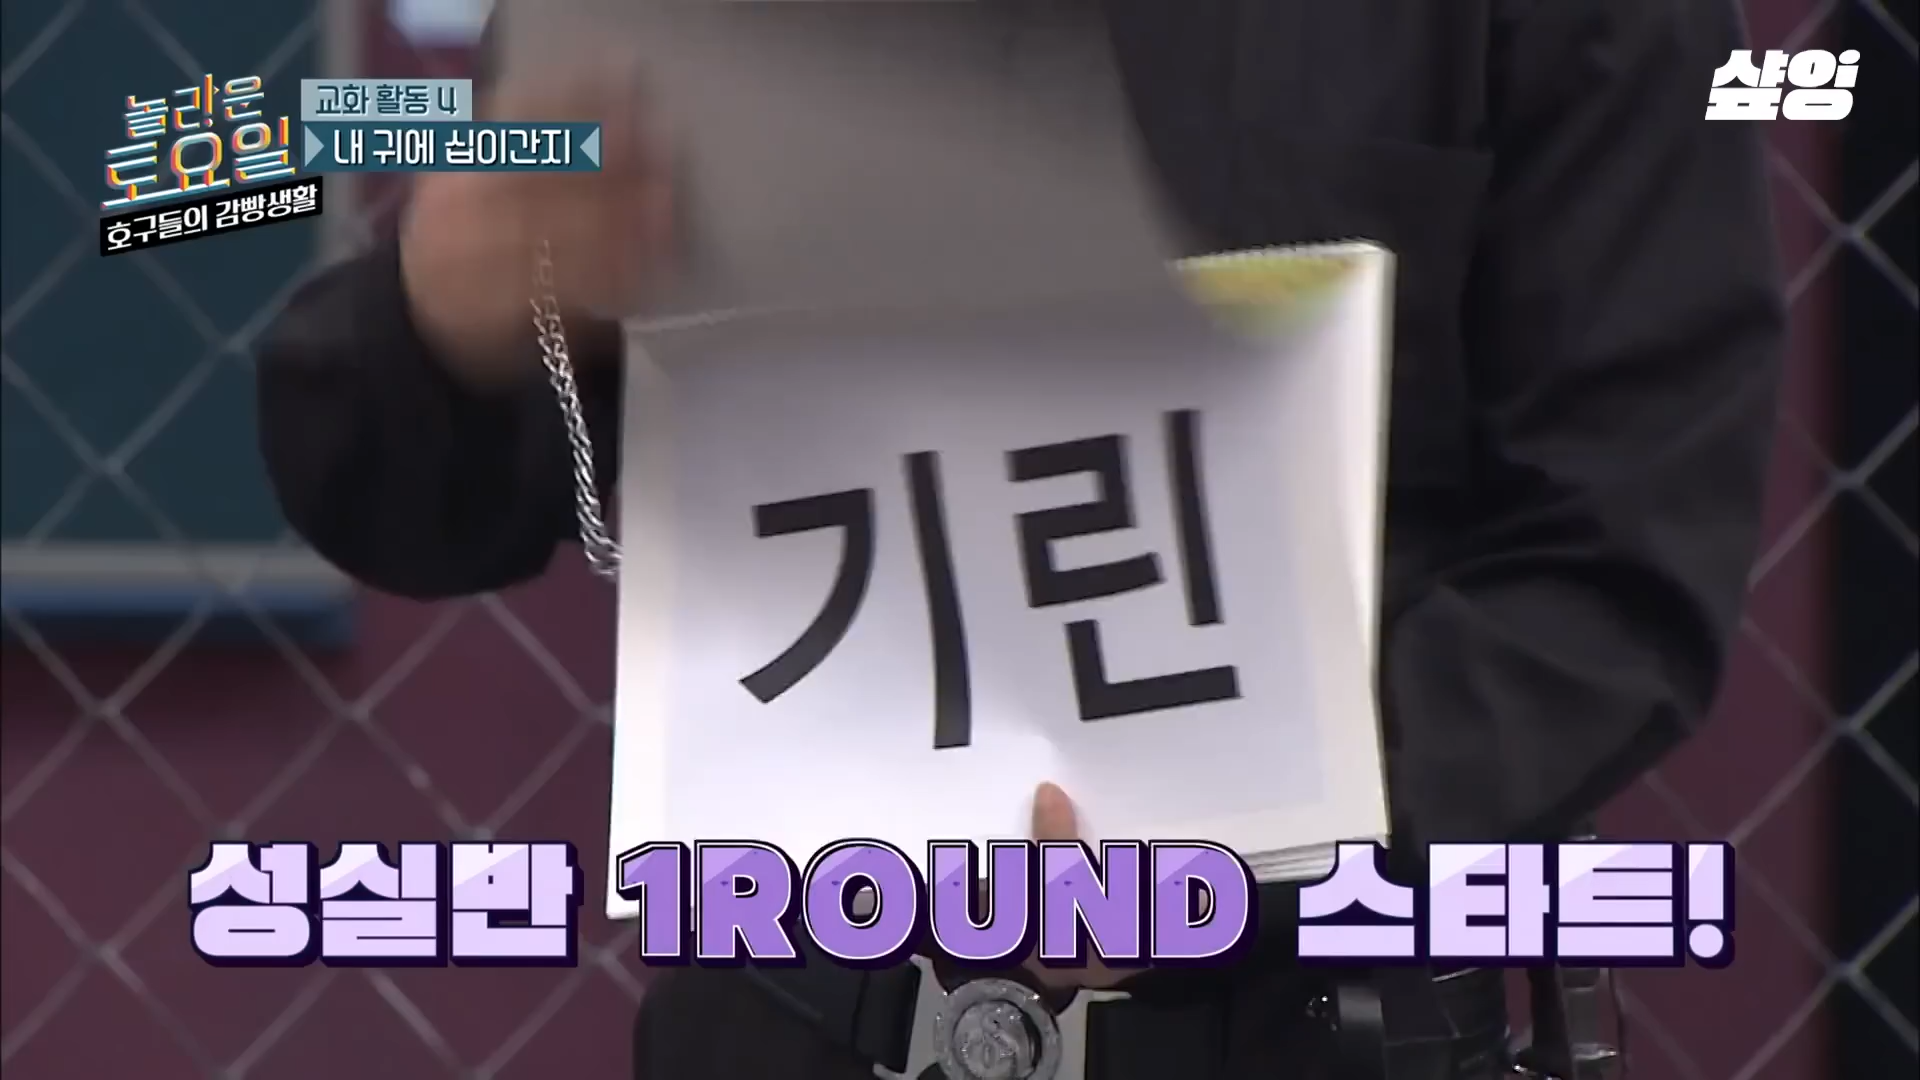 놀라운
토요일
호구들의 감빵생활
교화 활동 4
내 귀에 십이간지
샾잉
기린
성실반 1ROUND 스타트!